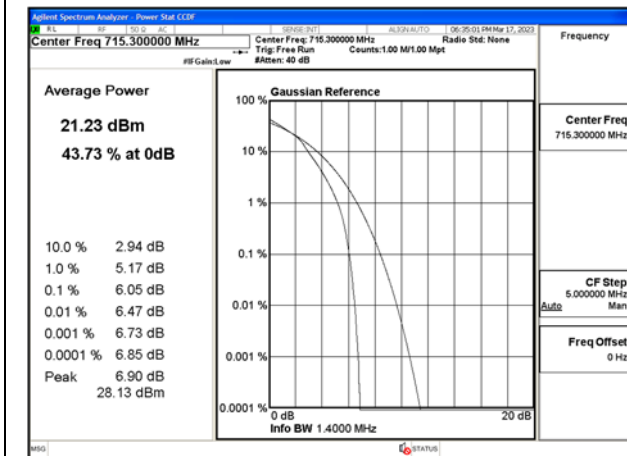 Agilent Spectrum Analyzer - Power Stat CCDF
RL RF 50 Ω AC SENSE:INT ALIGN AUTO 06:35:01 PM Mar 17, 2023
Center Freq 715.300000 MHz
Center Freq: 715.300000 MHz Radio Std: None
Trig: Free Run Counts:1.00 M/1.00 Mpt
#IFGain:Low #Atten: 40 dB
Frequency
Average Power
21.23 dBm
43.73 % at 0dB
10.0 % 2.94 dB
1.0 % 5.17 dB
0.1 % 6.05 dB
0.01 % 6.47 dB
0.001 % 6.73 dB
0.0001 % 6.85 dB
Peak 6.90 dB
28.13 dBm
Gaussian Reference
100 %
10 %
1 %
0.1 %
0.01 %
0.001 %
0.0001 %
0 dB 20 dB
Info BW 1.4000 MHz
Center Freq
715.300000 MHz
CF Step
5.000000 MHz
Auto Man
Freq Offset
0 Hz
MSG STATUS